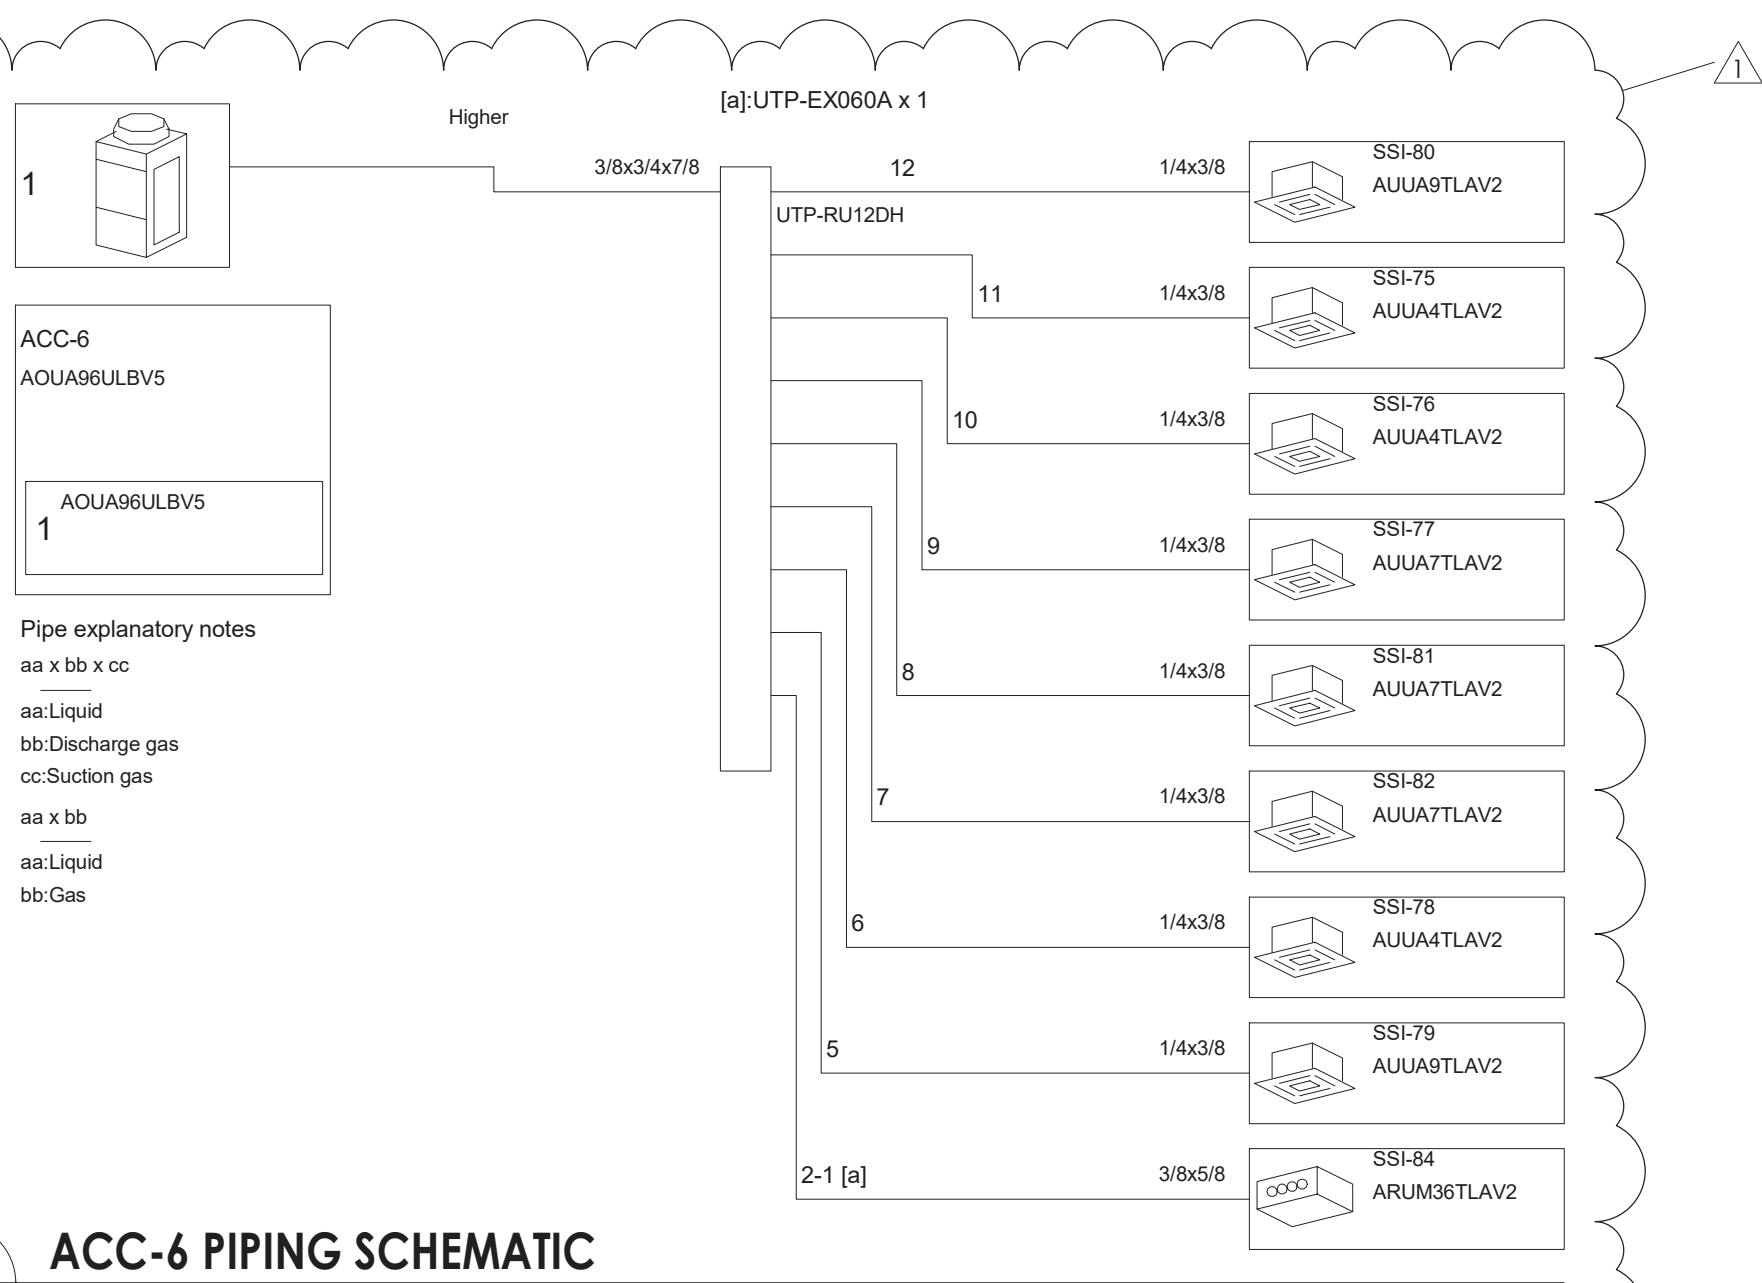 1
Higher
[a]:UTP-EX060A x 1
1
3/8x3/4x7/8
UTP-RU12DH
12
1/4x3/8
SSI-80
AUUA9TLAV2
11
1/4x3/8
SSI-75
AUUA4TLAV2
10
1/4x3/8
SSI-76
AUUA4TLAV2
9
1/4x3/8
SSI-77
AUUA7TLAV2
8
1/4x3/8
SSI-81
AUUA7TLAV2
7
1/4x3/8
SSI-82
AUUA7TLAV2
6
1/4x3/8
SSI-78
AUUA4TLAV2
5
1/4x3/8
SSI-79
AUUA9TLAV2
2-1 [a]
3/8x5/8
SSI-84
ARUM36TLAV2
ACC-6
AOUA96ULBV5
AOUA96ULBV5
1
Pipe explanatory notes
aa x bb x cc
aa:Liquid
bb:Discharge gas
cc:Suction gas
aa x bb
aa:Liquid
bb:Gas
ACC-6 PIPING SCHEMATIC